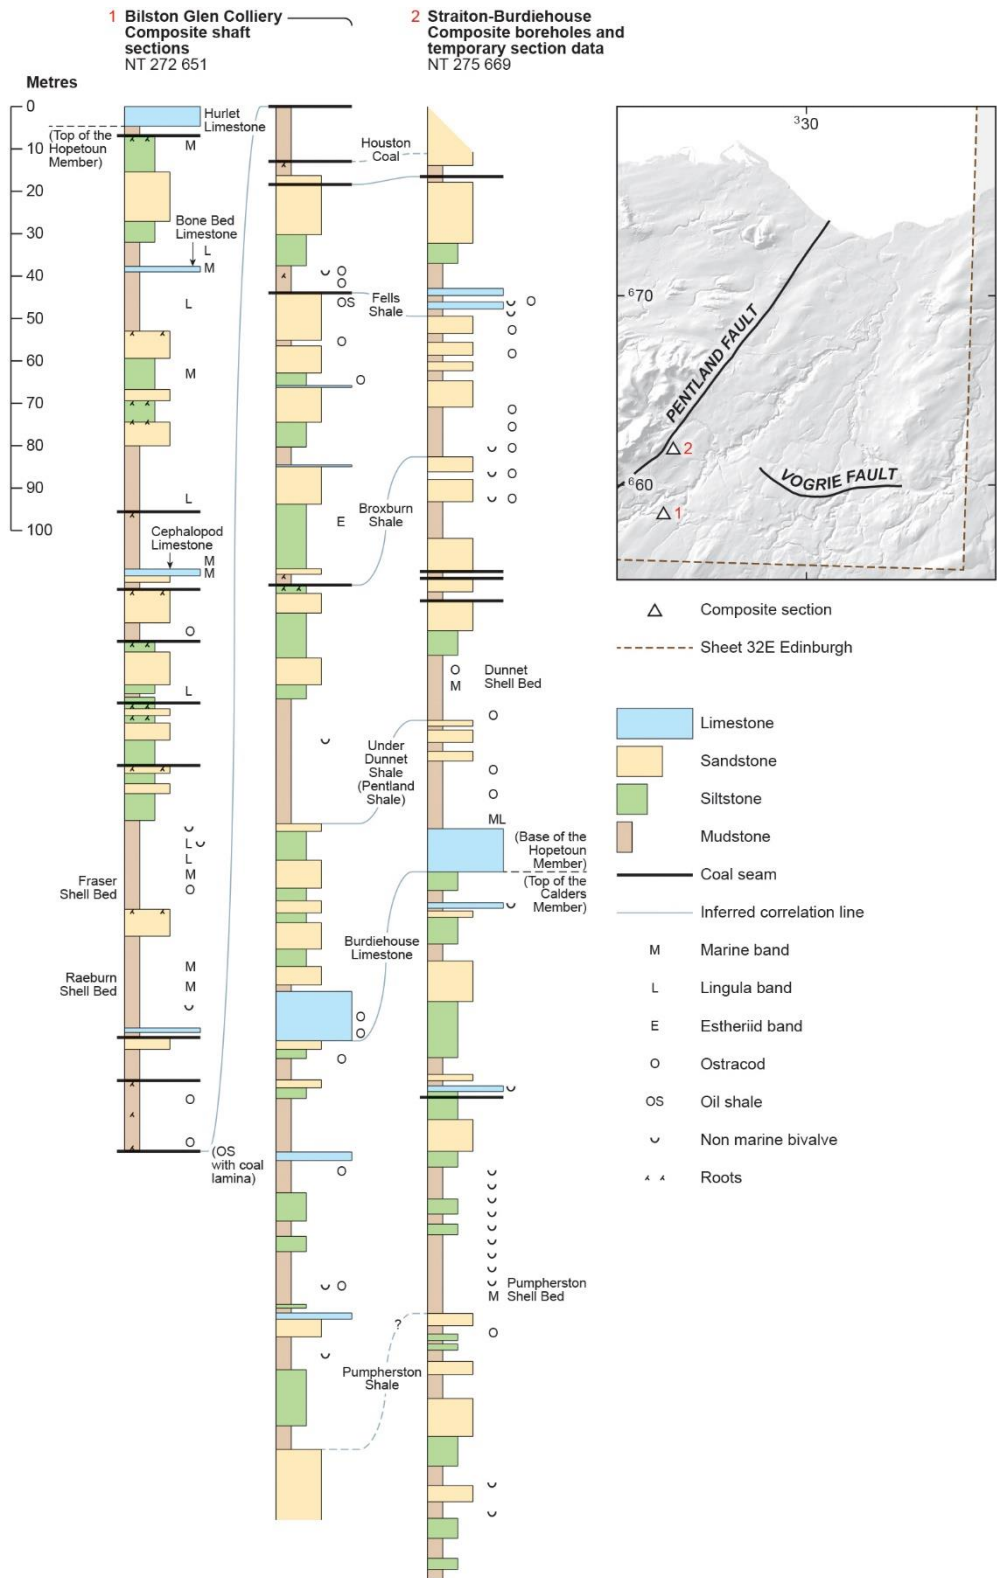 1 Bilston Glen Colliery
Composite shaft
sections
NT 272 651
2 Straiton-Burdiehouse
Composite boreholes and
temporary section data
NT 275 669
Metres
0
10
20
30
40
50
60
70
80
90
100
Hurlet
Limestone
(Top of the
Hopetoun
Member)
M
Bone Bed
Limestone
L
M
L
M
L
Cephalopod
Limestone
M
M
O
L
L
L
M
Fraser
Shell Bed
O
Raeburn
Shell Bed
M
M
O
O
(OS
with coal
lamina)
Houston
Coal
O
O
OS
Fells
Shale
O
O
E
Broxburn
Shale
Under
Dunnet
Shale
(Pentland
Shale)
Burdiehouse
Limestone
O
O
O
O
O
?
Pumpherston
Shale
O
O
O
O
O
O
O
O
O
Dunnet
Shell Bed
M
O
O
O
ML
(Base of the
Hopetoun
Member)
(Top of the
Calders
Member)
Pumpherston
Shell Bed
M
O
330
670
660
PENTLAND FAULT
VOGRIE FAULT
2
1
Composite section
Sheet 32E Edinburgh
Limestone
Sandstone
Siltstone
Mudstone
Coal seam
Inferred correlation line
M Marine band
L Lingula band
E Estheriid band
O Ostracod
OS Oil shale
Non marine bivalve
Roots